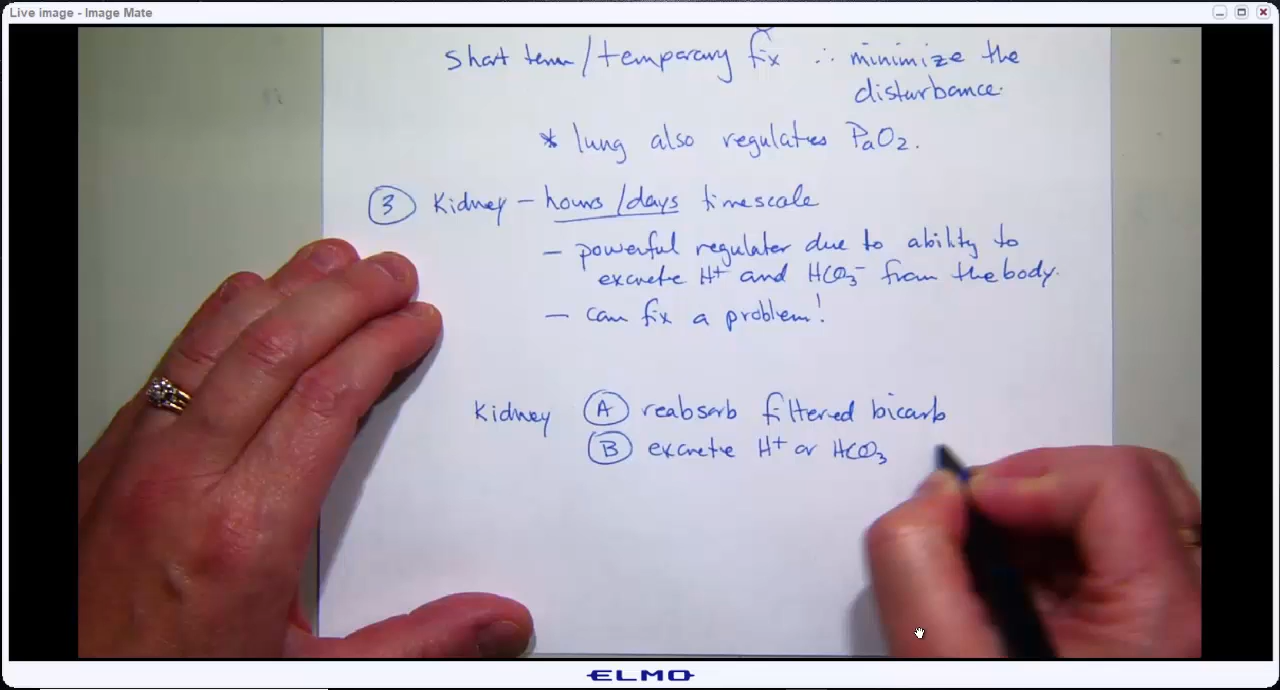 Live image - Image Mate
short term / temporary fix ∴ minimize the
disturbance.
* lung also regulates PaO2.
3 Kidney - hours/days timescale
- powerful regulater due to ability to
excrete H+ and HCO3- from the body.
- can fix a problem!
Kidney A reabsorb filtered bicarb
B excrete H+ or HCO3
ELMO